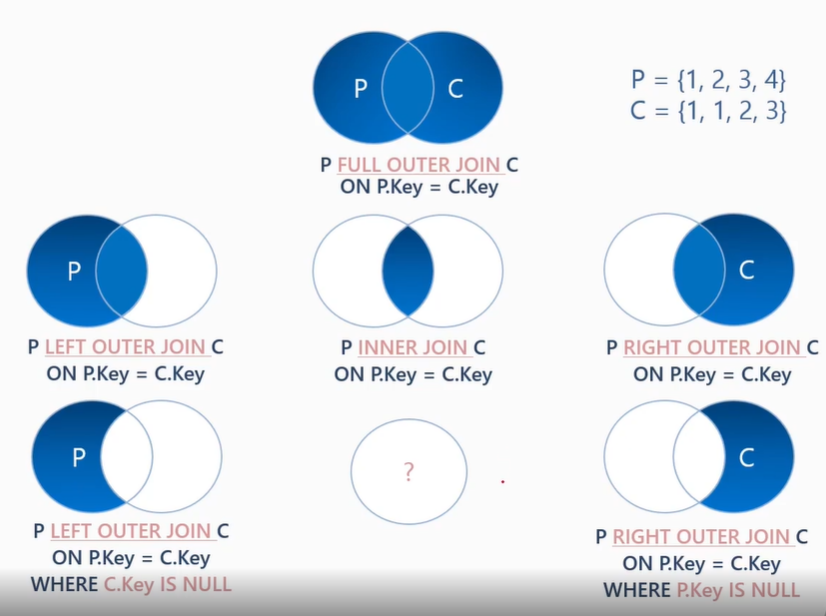 P C
P = {1, 2, 3, 4}
C = {1, 1, 2, 3}
P FULL OUTER JOIN C
ON P.Key = C.Key
P
P LEFT OUTER JOIN C
ON P.Key = C.Key
P INNER JOIN C
ON P.Key = C.Key
C
P RIGHT OUTER JOIN C
ON P.Key = C.Key
P
P LEFT OUTER JOIN C
ON P.Key = C.Key
WHERE C.Key IS NULL
?
C
P RIGHT OUTER JOIN C
ON P.Key = C.Key
WHERE P.Key IS NULL